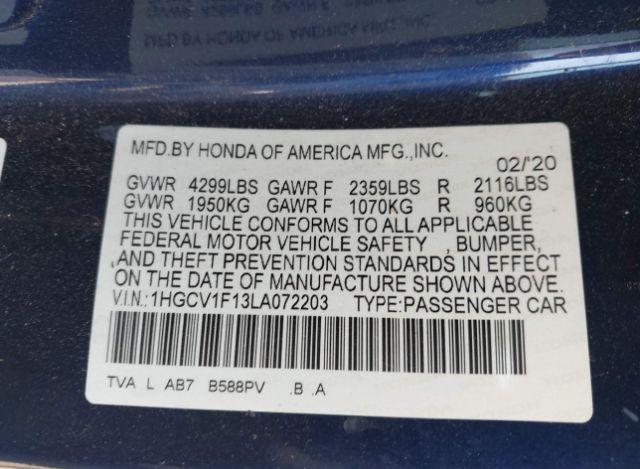 MFD.BY HONDA OF AMERICA MFG.,INC. 02/'20
GVWR 4299LBS GAWR F 2359LBS R 2116LBS
GVWR 1950KG GAWR F 1070KG R 960KG
THIS VEHICLE CONFORMS TO ALL APPLICABLE
FEDERAL MOTOR VEHICLE SAFETY , BUMPER,
AND THEFT PREVENTION STANDARDS IN EFFECT
ON THE DATE OF MANUFACTURE SHOWN ABOVE.
V.I.N.:1HGCV1F13LA072203 TYPE:PASSENGER CAR
TVA L AB7 B588PV .B .A